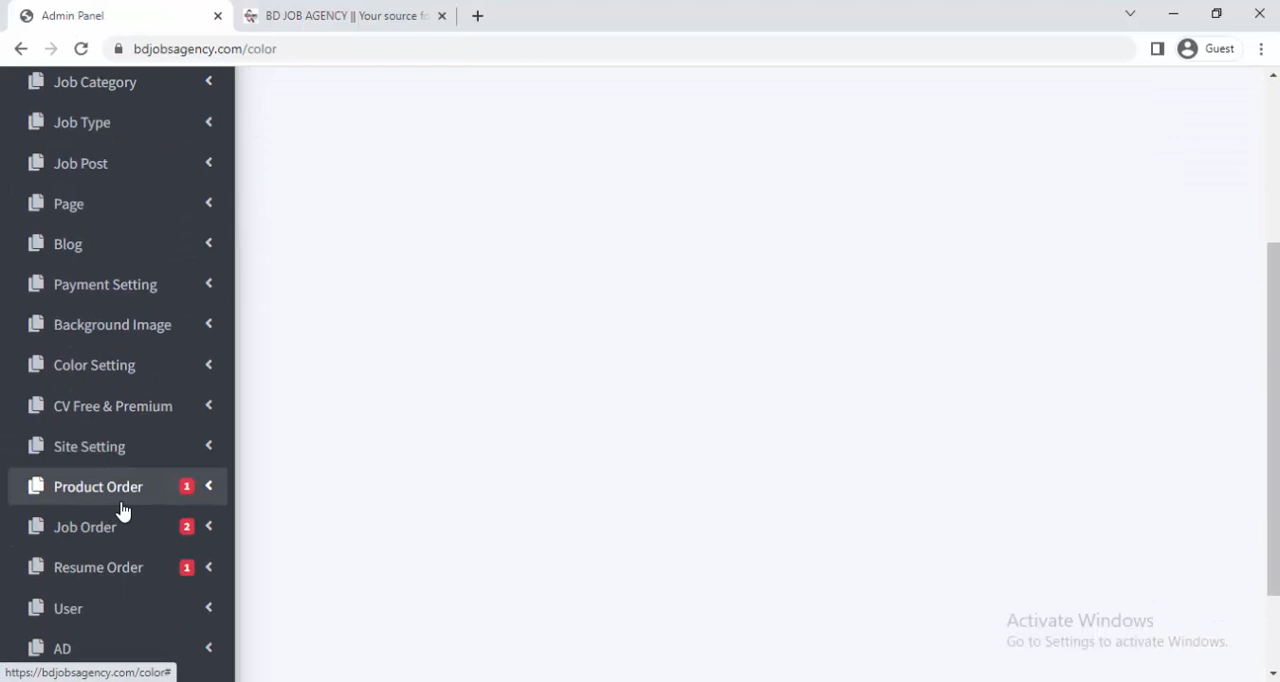 Admin Panel
BD JOB AGENCY || Your source fo
bdjobsagency.com/color
Guest
Job Category
Job Type
Job Post
Page
Blog
Payment Setting
Background Image
Color Setting
CV Free & Premium
Site Setting
Product Order 1
Job Order 2
Resume Order 1
User
AD
Activate Windows
Go to Settings to activate Windows.
https://bdjobsagency.com/color#